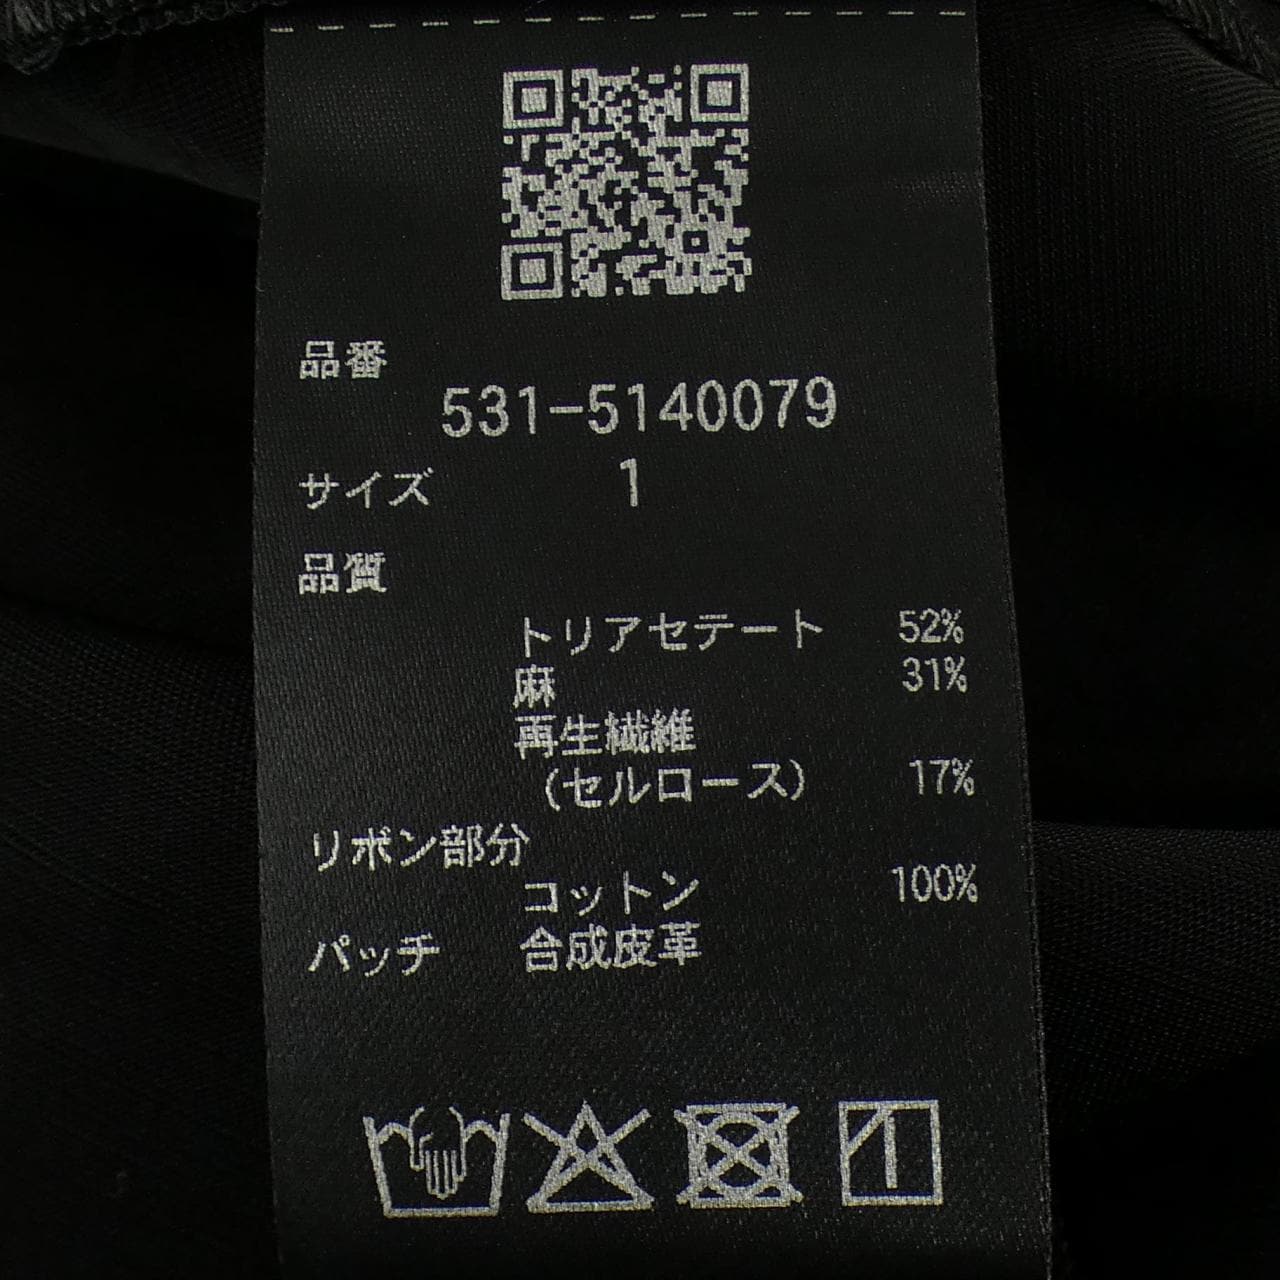 品番
531-5140079
サイズ 1
品質
トリアセテート 52%
麻 31%
再生繊維
(セルロース) 17%
リボン部分
コットン 100%
パッチ 合成皮革